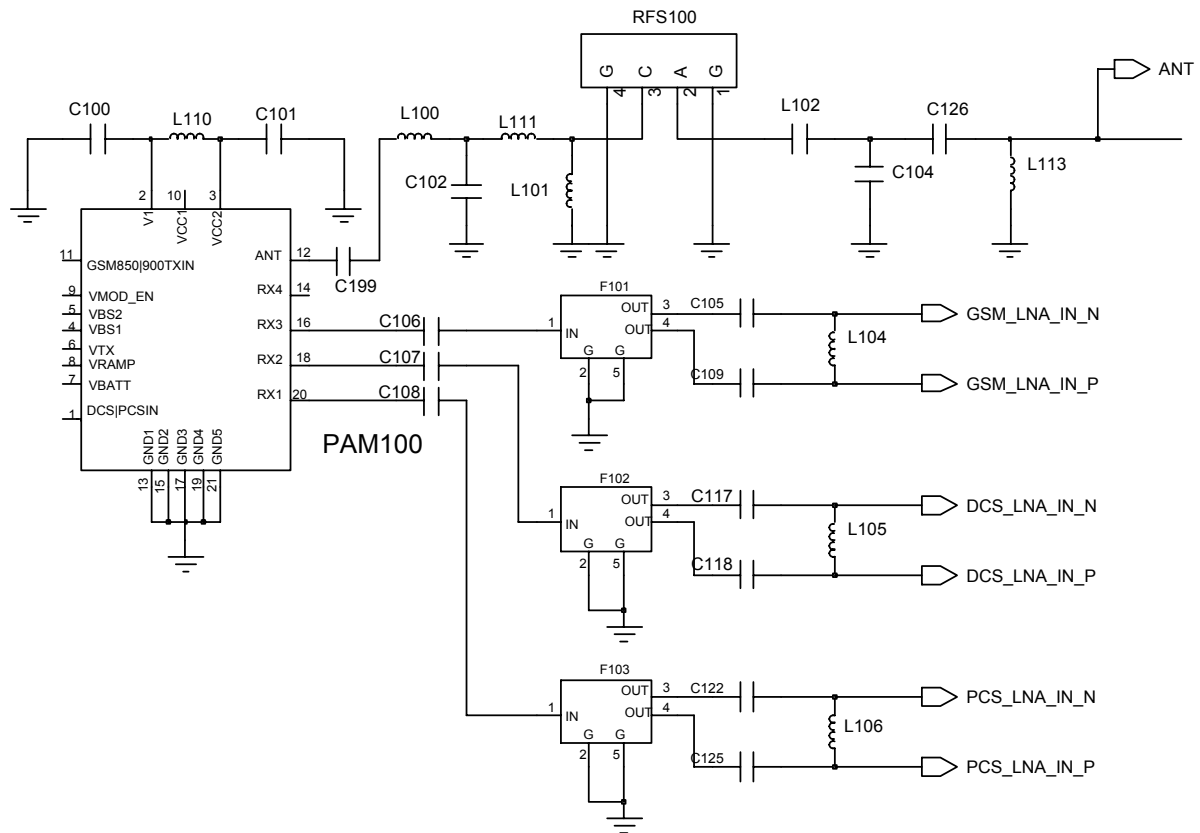 RFS100
G
C
A
G
4
3
2
1
ANT
C100
L110
C101
L100
L111
L102
C126
C102
L101
C104
L113
2
10
3
V1
VCC1
VCC2
11
GSM850|900TXIN
ANT
12
C199
9
VMOD_EN
RX4
14
5
VBS2
4
VBS1
RX3
16
C106
6
VTX
8
VRAMP
RX2
18
C107
7
VBATT
RX1
20
C108
1
DCS|PCSIN
GND1
GND2
GND3
GND4
GND5
13
15
17
19
21
PAM100
F101
1
IN
OUT
3
OUT
4
G
G
2
5
C105
L104
C109
GSM_LNA_IN_N
GSM_LNA_IN_P
F102
1
IN
OUT
3
OUT
4
G
G
2
5
C117
L105
C118
DCS_LNA_IN_N
DCS_LNA_IN_P
F103
1
IN
OUT
3
OUT
4
G
G
2
5
C122
L106
C125
PCS_LNA_IN_N
PCS_LNA_IN_P